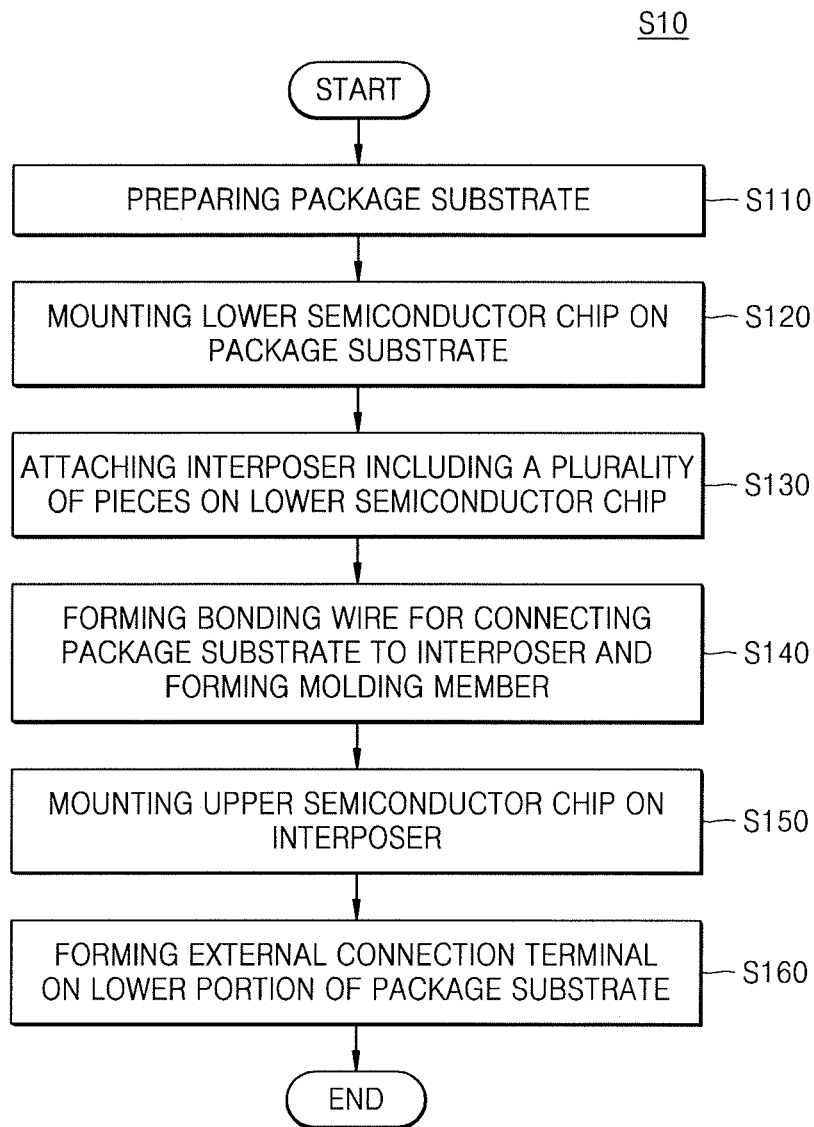 S10
START
PREPARING PACKAGE SUBSTRATE
S110
MOUNTING LOWER SEMICONDUCTOR CHIP ON
PACKAGE SUBSTRATE
S120
ATTACHING INTERPOSER INCLUDING A PLURALITY
OF PIECES ON LOWER SEMICONDUCTOR CHIP
S130
FORMING BONDING WIRE FOR CONNECTING
PACKAGE SUBSTRATE TO INTERPOSER AND
FORMING MOLDING MEMBER
S140
MOUNTING UPPER SEMICONDUCTOR CHIP ON
INTERPOSER
S150
FORMING EXTERNAL CONNECTION TERMINAL
ON LOWER PORTION OF PACKAGE SUBSTRATE
S160
END